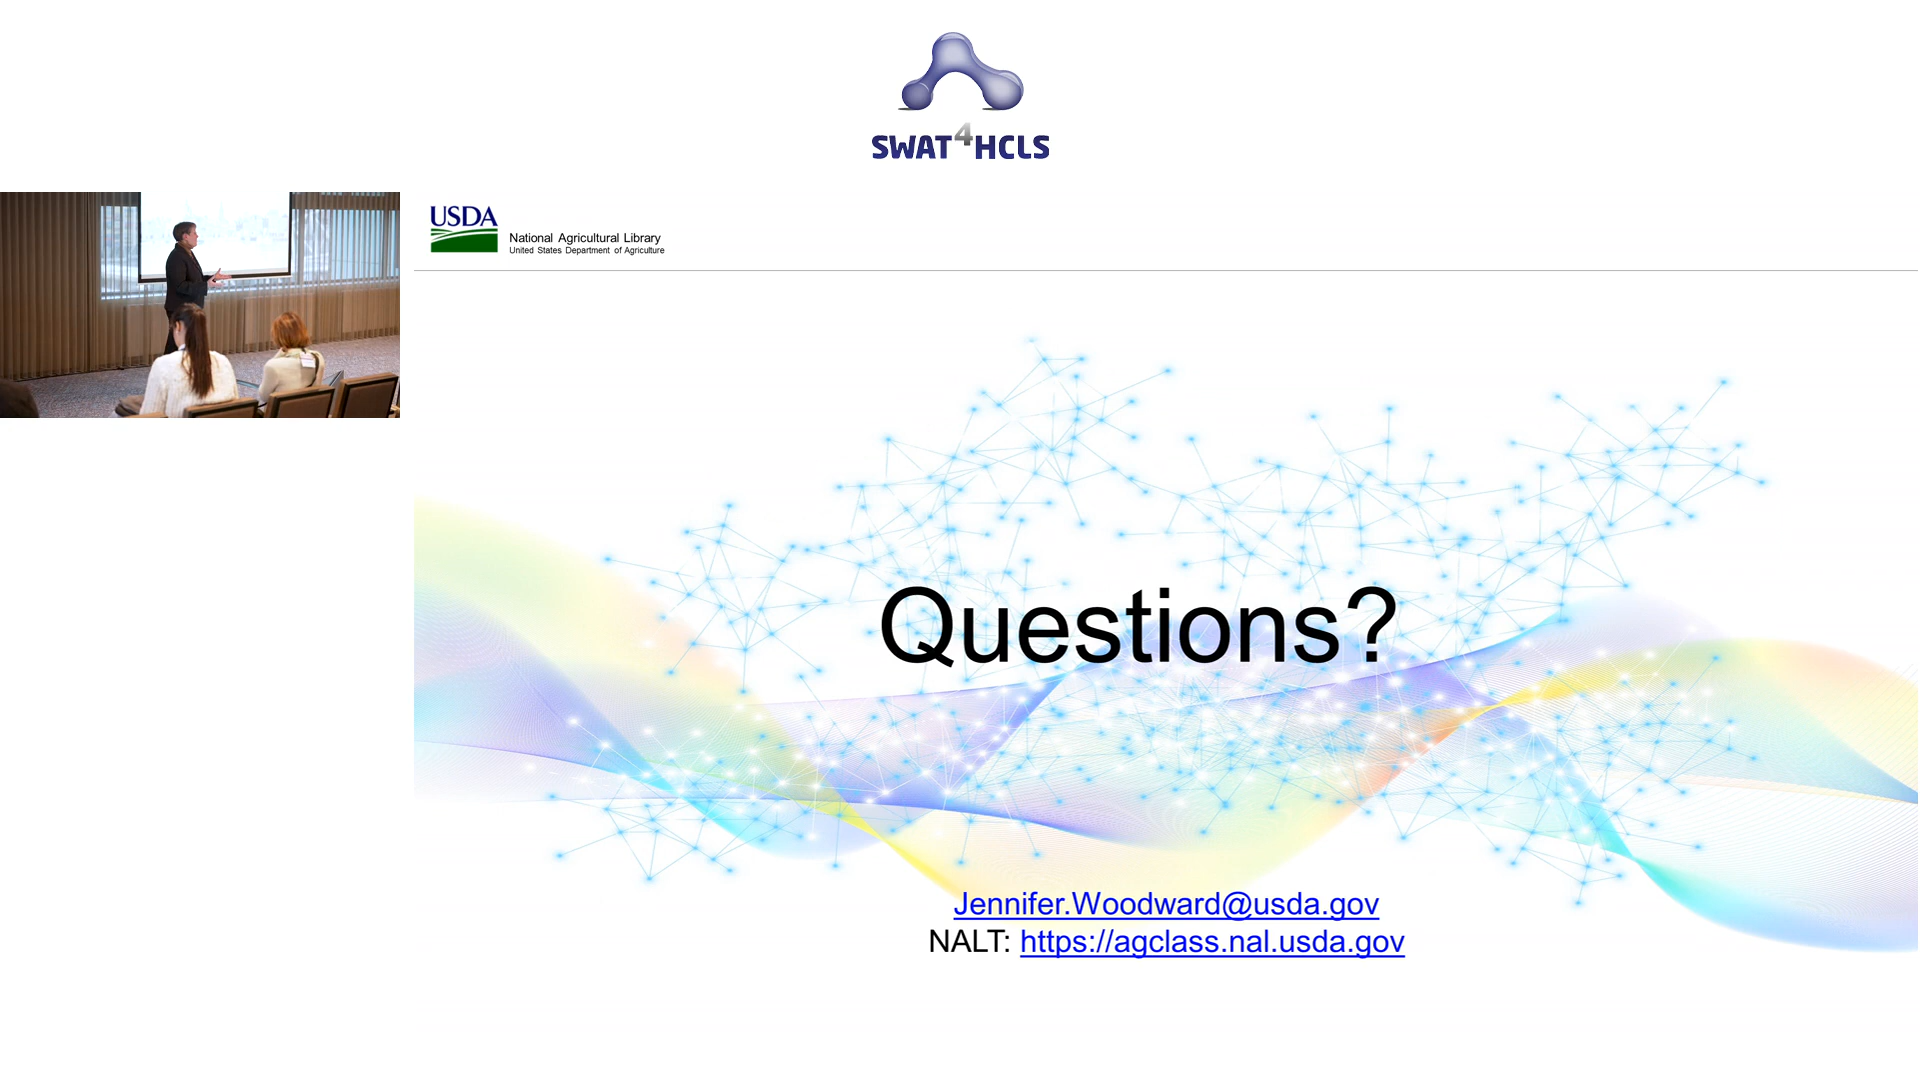 SWAT4HCLS
USDA
National Agricultural Library
United States Department of Agriculture
Questions?
Jennifer.Woodward@usda.gov
NALT: https://agclass.nal.usda.gov